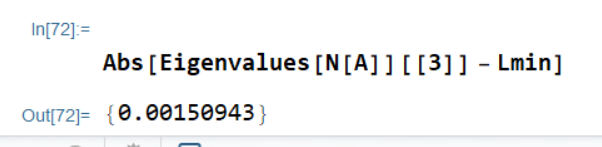 In[72]:=
Abs[Eigenvalues[N[A]][[3]] – Lmin]
Out[72]= {0.00150943}